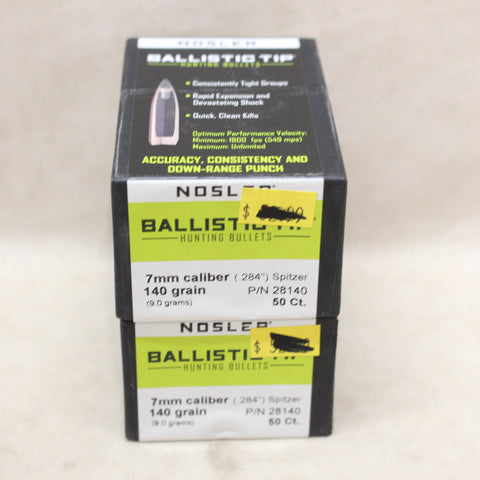 NOSLER
BALLISTIC TIP
HUNTING BULLETS
• Consistently Tight Groups
• Rapid Expansion and
Devastating Shock
• Quick, Clean Kills
Optimum Performance Velocity:
Minimum: 1800 fps (549 mps)
Maximum: Unlimited
ACCURACY, CONSISTENCY AND
DOWN-RANGE PUNCH
NOSLER
$
BALLISTIC TIP
HUNTING BULLETS
7mm caliber (.284") Spitzer
140 grain P/N 28140
(9.0 grams) 50 Ct.
NOSLER
$
BALLISTIC TIP
HUNTING BULLETS
7mm caliber (.284") Spitzer
140 grain P/N 28140
(9.0 grams) 50 Ct.